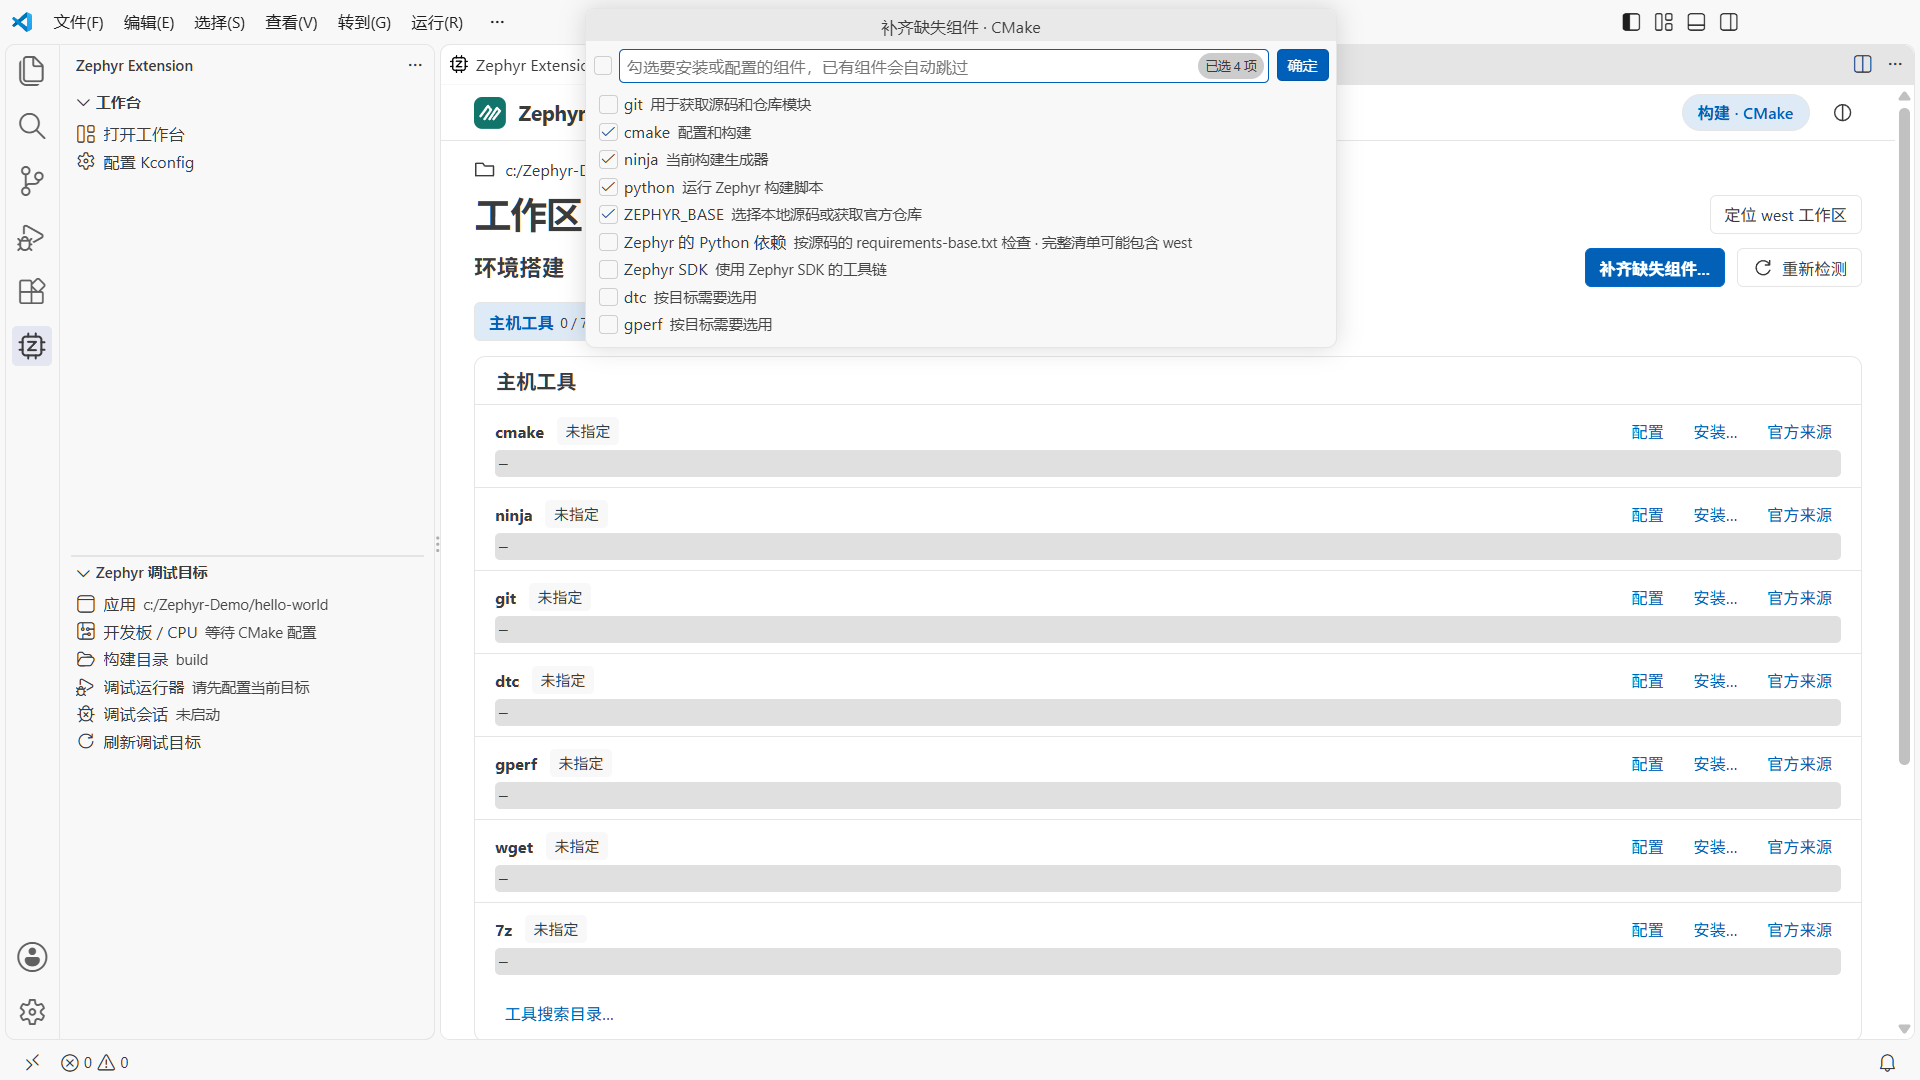 文件(F) 编辑(E) 选择(S) 查看(V) 转到(G) 运行(R) ···
补齐缺失组件 · CMake
勾选要安装或配置的组件，已有组件会自动跳过 已选 4 项 确定
git 用于获取源码和仓库模块
cmake 配置和构建
ninja 当前构建生成器
python 运行 Zephyr 构建脚本
ZEPHYR_BASE 选择本地源码或获取官方仓库
Zephyr 的 Python 依赖 按源码的 requirements-base.txt 检查 · 完整清单可能包含 west
Zephyr SDK 使用 Zephyr SDK 的工具链
dtc 按目标需要选用
gperf 按目标需要选用
Zephyr Extension ···
工作台
打开工作台
配置 Kconfig
Zephyr 调试目标
应用 c:/Zephyr-Demo/hello-world
开发板 / CPU 等待 CMake 配置
构建目录 build
调试运行器 请先配置当前目标
调试会话 未启动
刷新调试目标
Zephyr Extensio
Zephyr 构建 · CMake
c:/Zephyr-D
工作区 定位 west 工作区
环境搭建 补齐缺失组件... 重新检测
主机工具 0 / 7
主机工具
cmake 未指定 配置 安装... 官方来源
—
ninja 未指定 配置 安装... 官方来源
—
git 未指定 配置 安装... 官方来源
—
dtc 未指定 配置 安装... 官方来源
—
gperf 未指定 配置 安装... 官方来源
—
wget 未指定 配置 安装... 官方来源
—
7z 未指定 配置 安装... 官方来源
—
工具搜索目录...
0 0